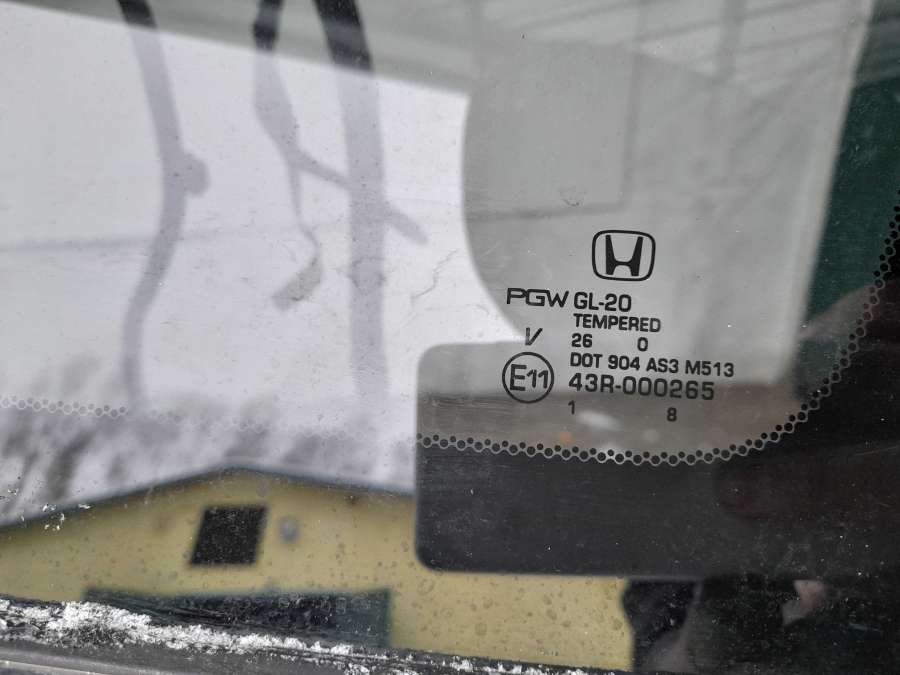 PGW GL-20
TEMPERED
V 26 0
DOT 904 AS3 M513
E11 43R-000265
1 8